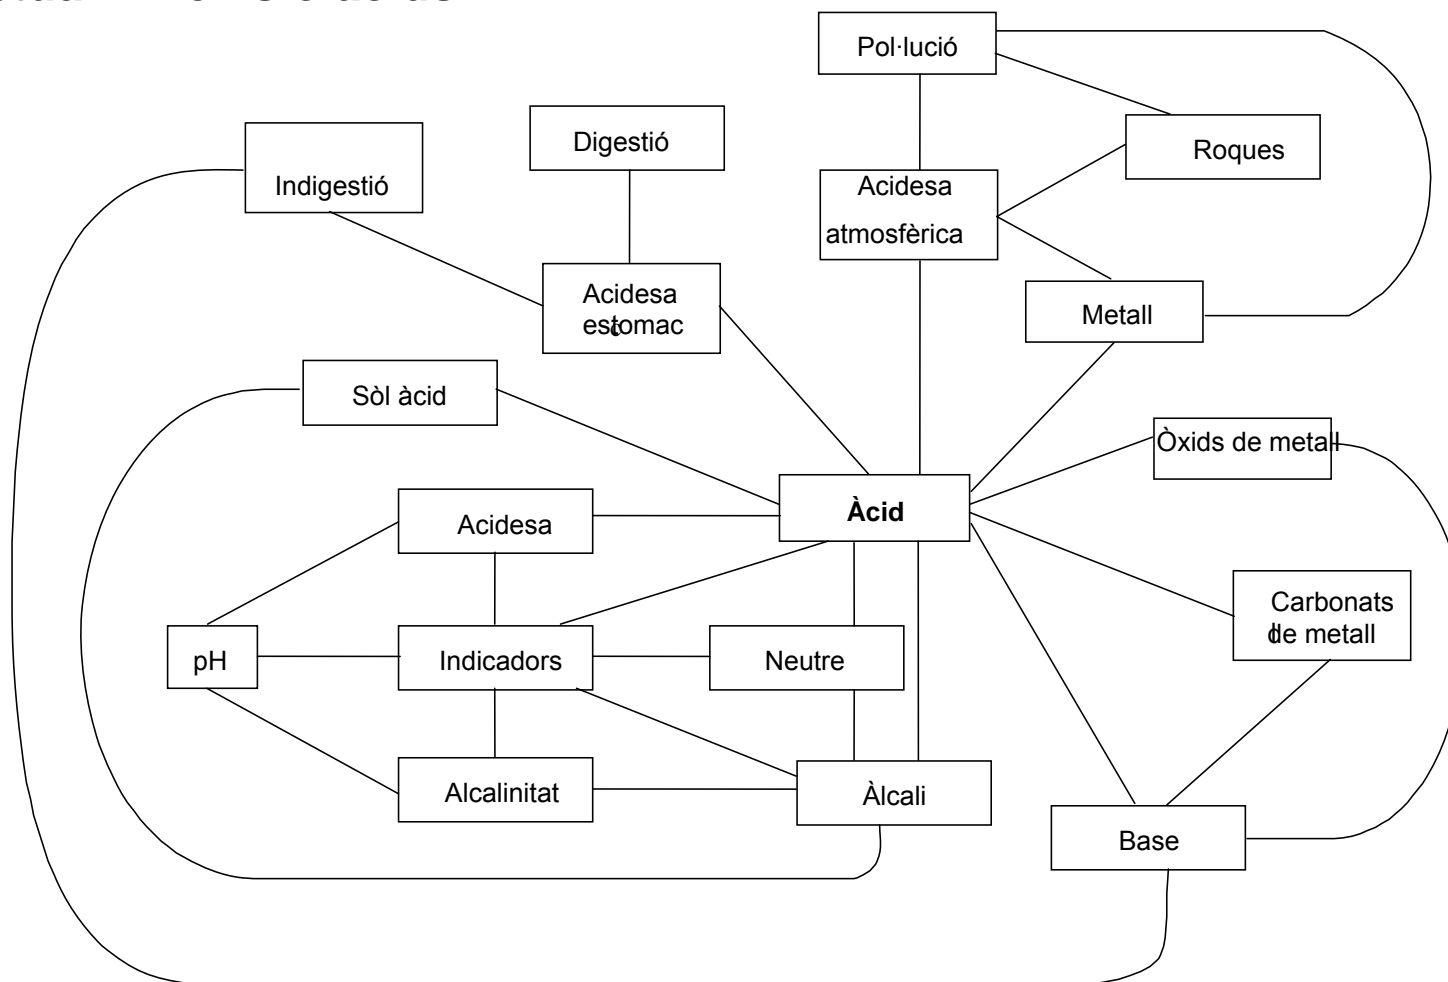 Pol·lució
Digestió
Roques
Indigestió
Acidesa
atmosfèrica
Acidesa
estomac
Metall
Sòl àcid
Òxids de metall
Àcid
Acidesa
Carbonats
de metall
pH
Indicadors
Neutre
Alcalinitat
Àlcali
Base